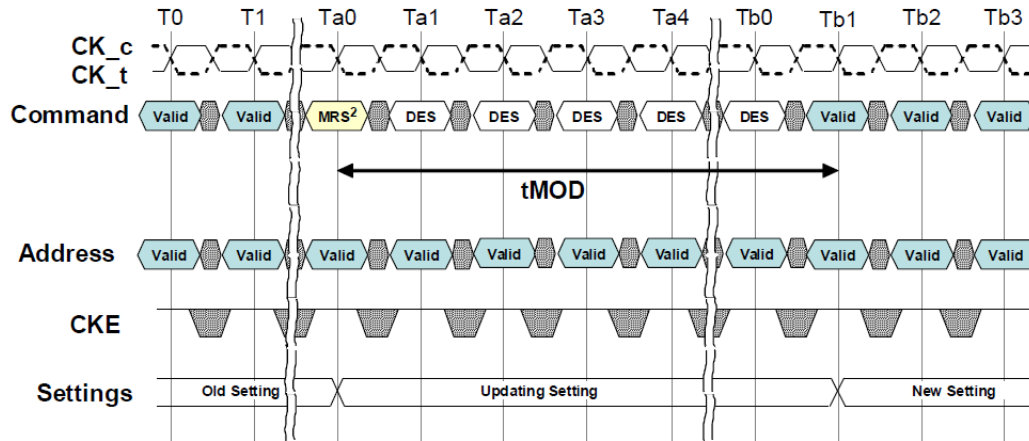 T0 T1 Ta0 Ta1 Ta2 Ta3 Ta4 Tb0 Tb1 Tb2 Tb3
CK_c
CK_t
Command Valid Valid MRS² DES DES DES DES DES Valid Valid Valid
tMOD
Address Valid Valid Valid Valid Valid Valid Valid Valid Valid Valid Valid
CKE
Settings Old Setting Updating Setting New Setting